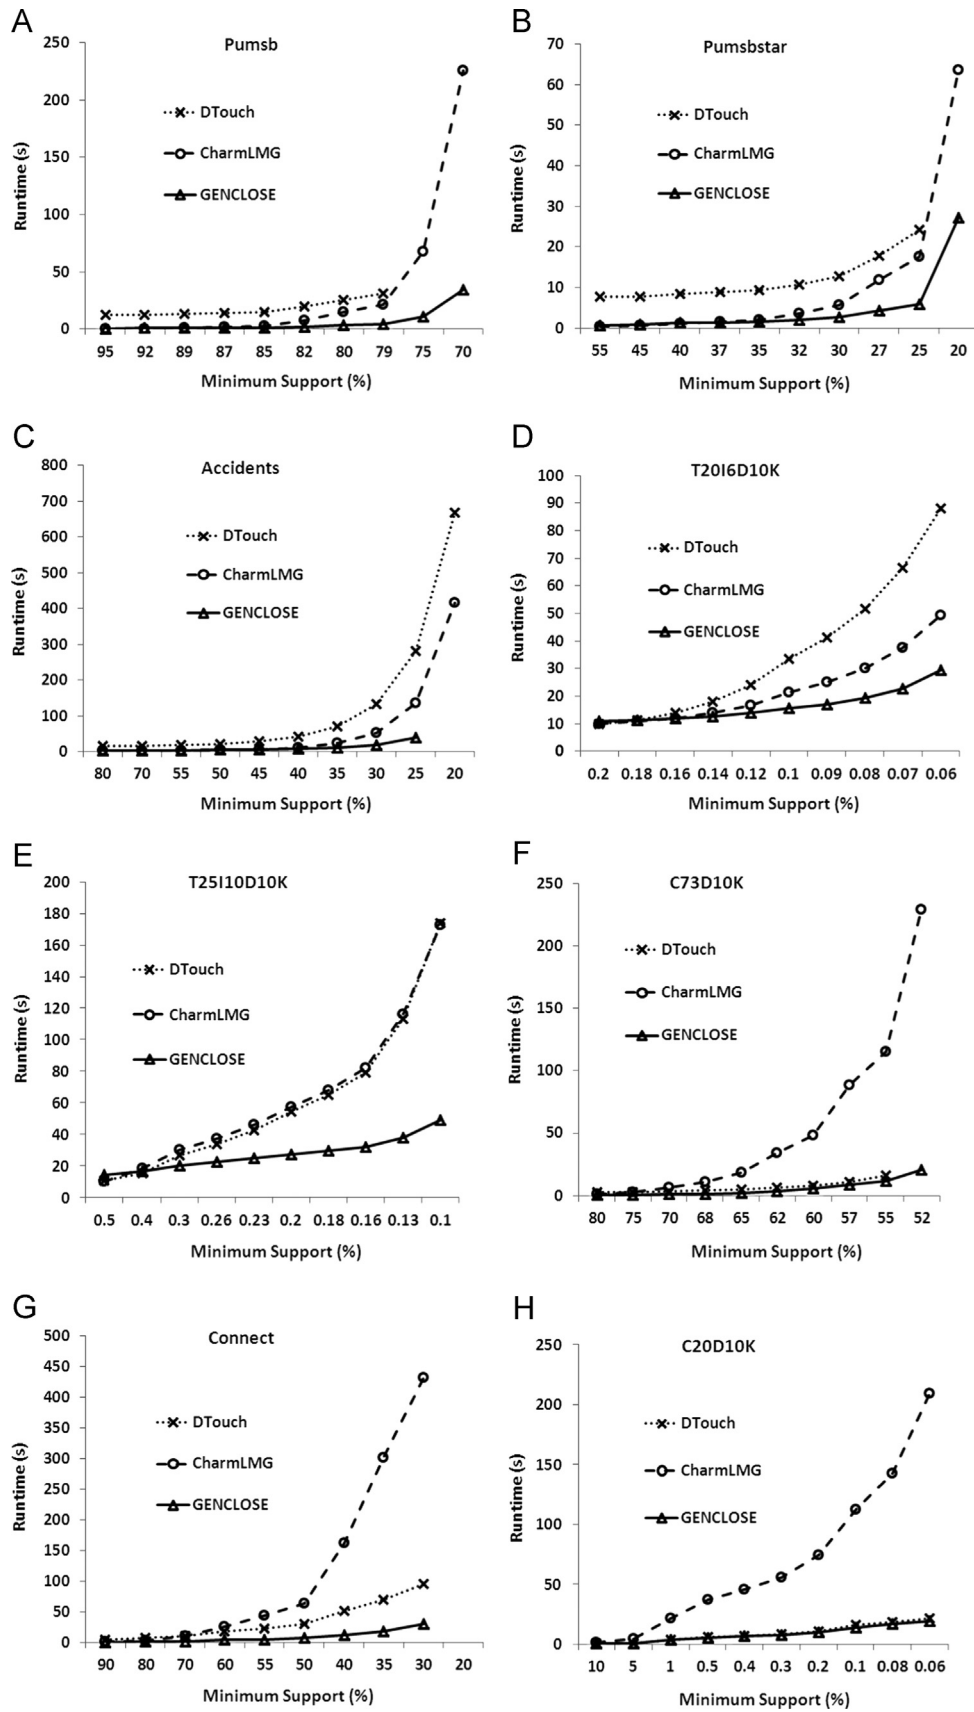 A
Pumsb
250
200
150
100
50
0
Runtime (s)
DTouch
CharmLMG
GENCLOSE
95 92 89 87 85 82 80 79 75 70
Minimum Support (%)
B
Pumsbstar
70
60
50
40
30
20
10
0
Runtime (s)
DTouch
CharmLMG
GENCLOSE
55 45 40 37 35 32 30 27 25 20
Minimum Support (%)
C
Accidents
800
700
600
500
400
300
200
100
0
Runtime (s)
DTouch
CharmLMG
GENCLOSE
80 70 55 50 45 40 35 30 25 20
Minimum Support (%)
D
T20I6D10K
100
90
80
70
60
50
40
30
20
10
0
Runtime (s)
DTouch
CharmLMG
GENCLOSE
0.2 0.18 0.16 0.14 0.12 0.1 0.09 0.08 0.07 0.06
Minimum Support (%)
E
T25I10D10K
200
180
160
140
120
100
80
60
40
20
0
Runtime (s)
DTouch
CharmLMG
GENCLOSE
0.5 0.4 0.3 0.26 0.23 0.2 0.18 0.16 0.13 0.1
Minimum Support (%)
F
C73D10K
250
200
150
100
50
0
Runtime (s)
DTouch
CharmLMG
GENCLOSE
80 75 70 68 65 62 60 57 55 52
Minimum Support (%)
G
Connect
500
450
400
350
300
250
200
150
100
50
0
Runtime (s)
DTouch
CharmLMG
GENCLOSE
90 80 70 60 55 50 40 35 30 20
Minimum Support (%)
H
C20D10K
250
200
150
100
50
0
Runtime (s)
DTouch
CharmLMG
GENCLOSE
10 5 1 0.5 0.4 0.3 0.2 0.1 0.08 0.06
Minimum Support (%)